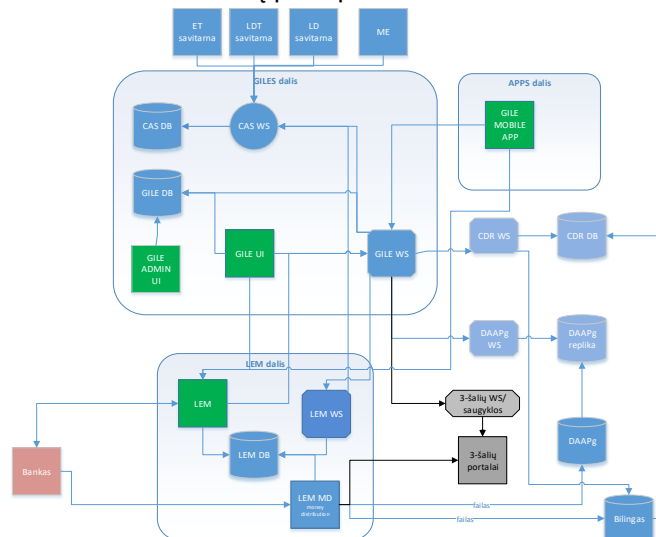 ET
savitarna
LDT
savitarna
LD
savitarna
ME
GILES dalis
APPS dalis
CAS DB
CAS WS
GILE
MOBILE
APP
GILE DB
GILE
ADMIN
UI
GILE UI
GILE WS
CDR WS
CDR DB
DAAPg
WS
DAAPg
replika
LEM dalis
LEM
LEM WS
3-šalių WS/
saugyklos
LEM DB
3-šalių
portalai
DAAPg
Bankas
LEM MD
money
distribution
failas
failas
Bilingas